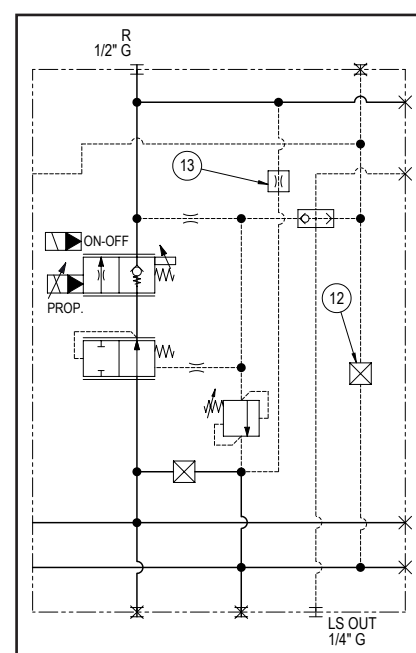 R
1/2" G
13
ON-OFF
PROP.
12
LS OUT
1/4" G